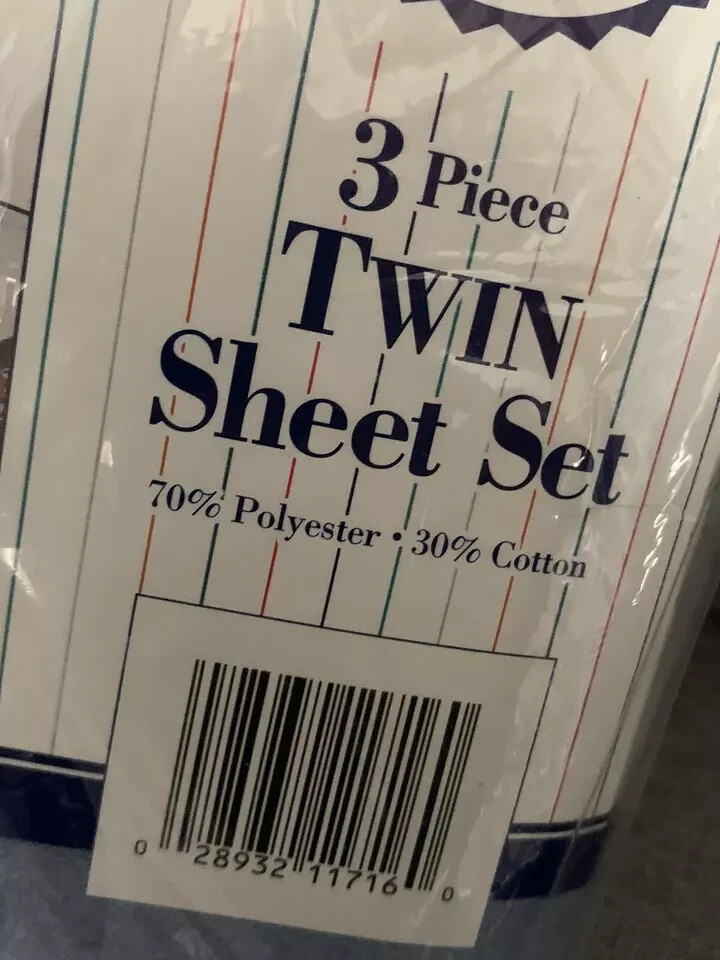 3 Piece
TWIN
Sheet Set
70% Polyester • 30% Cotton
0 28932 11716 0